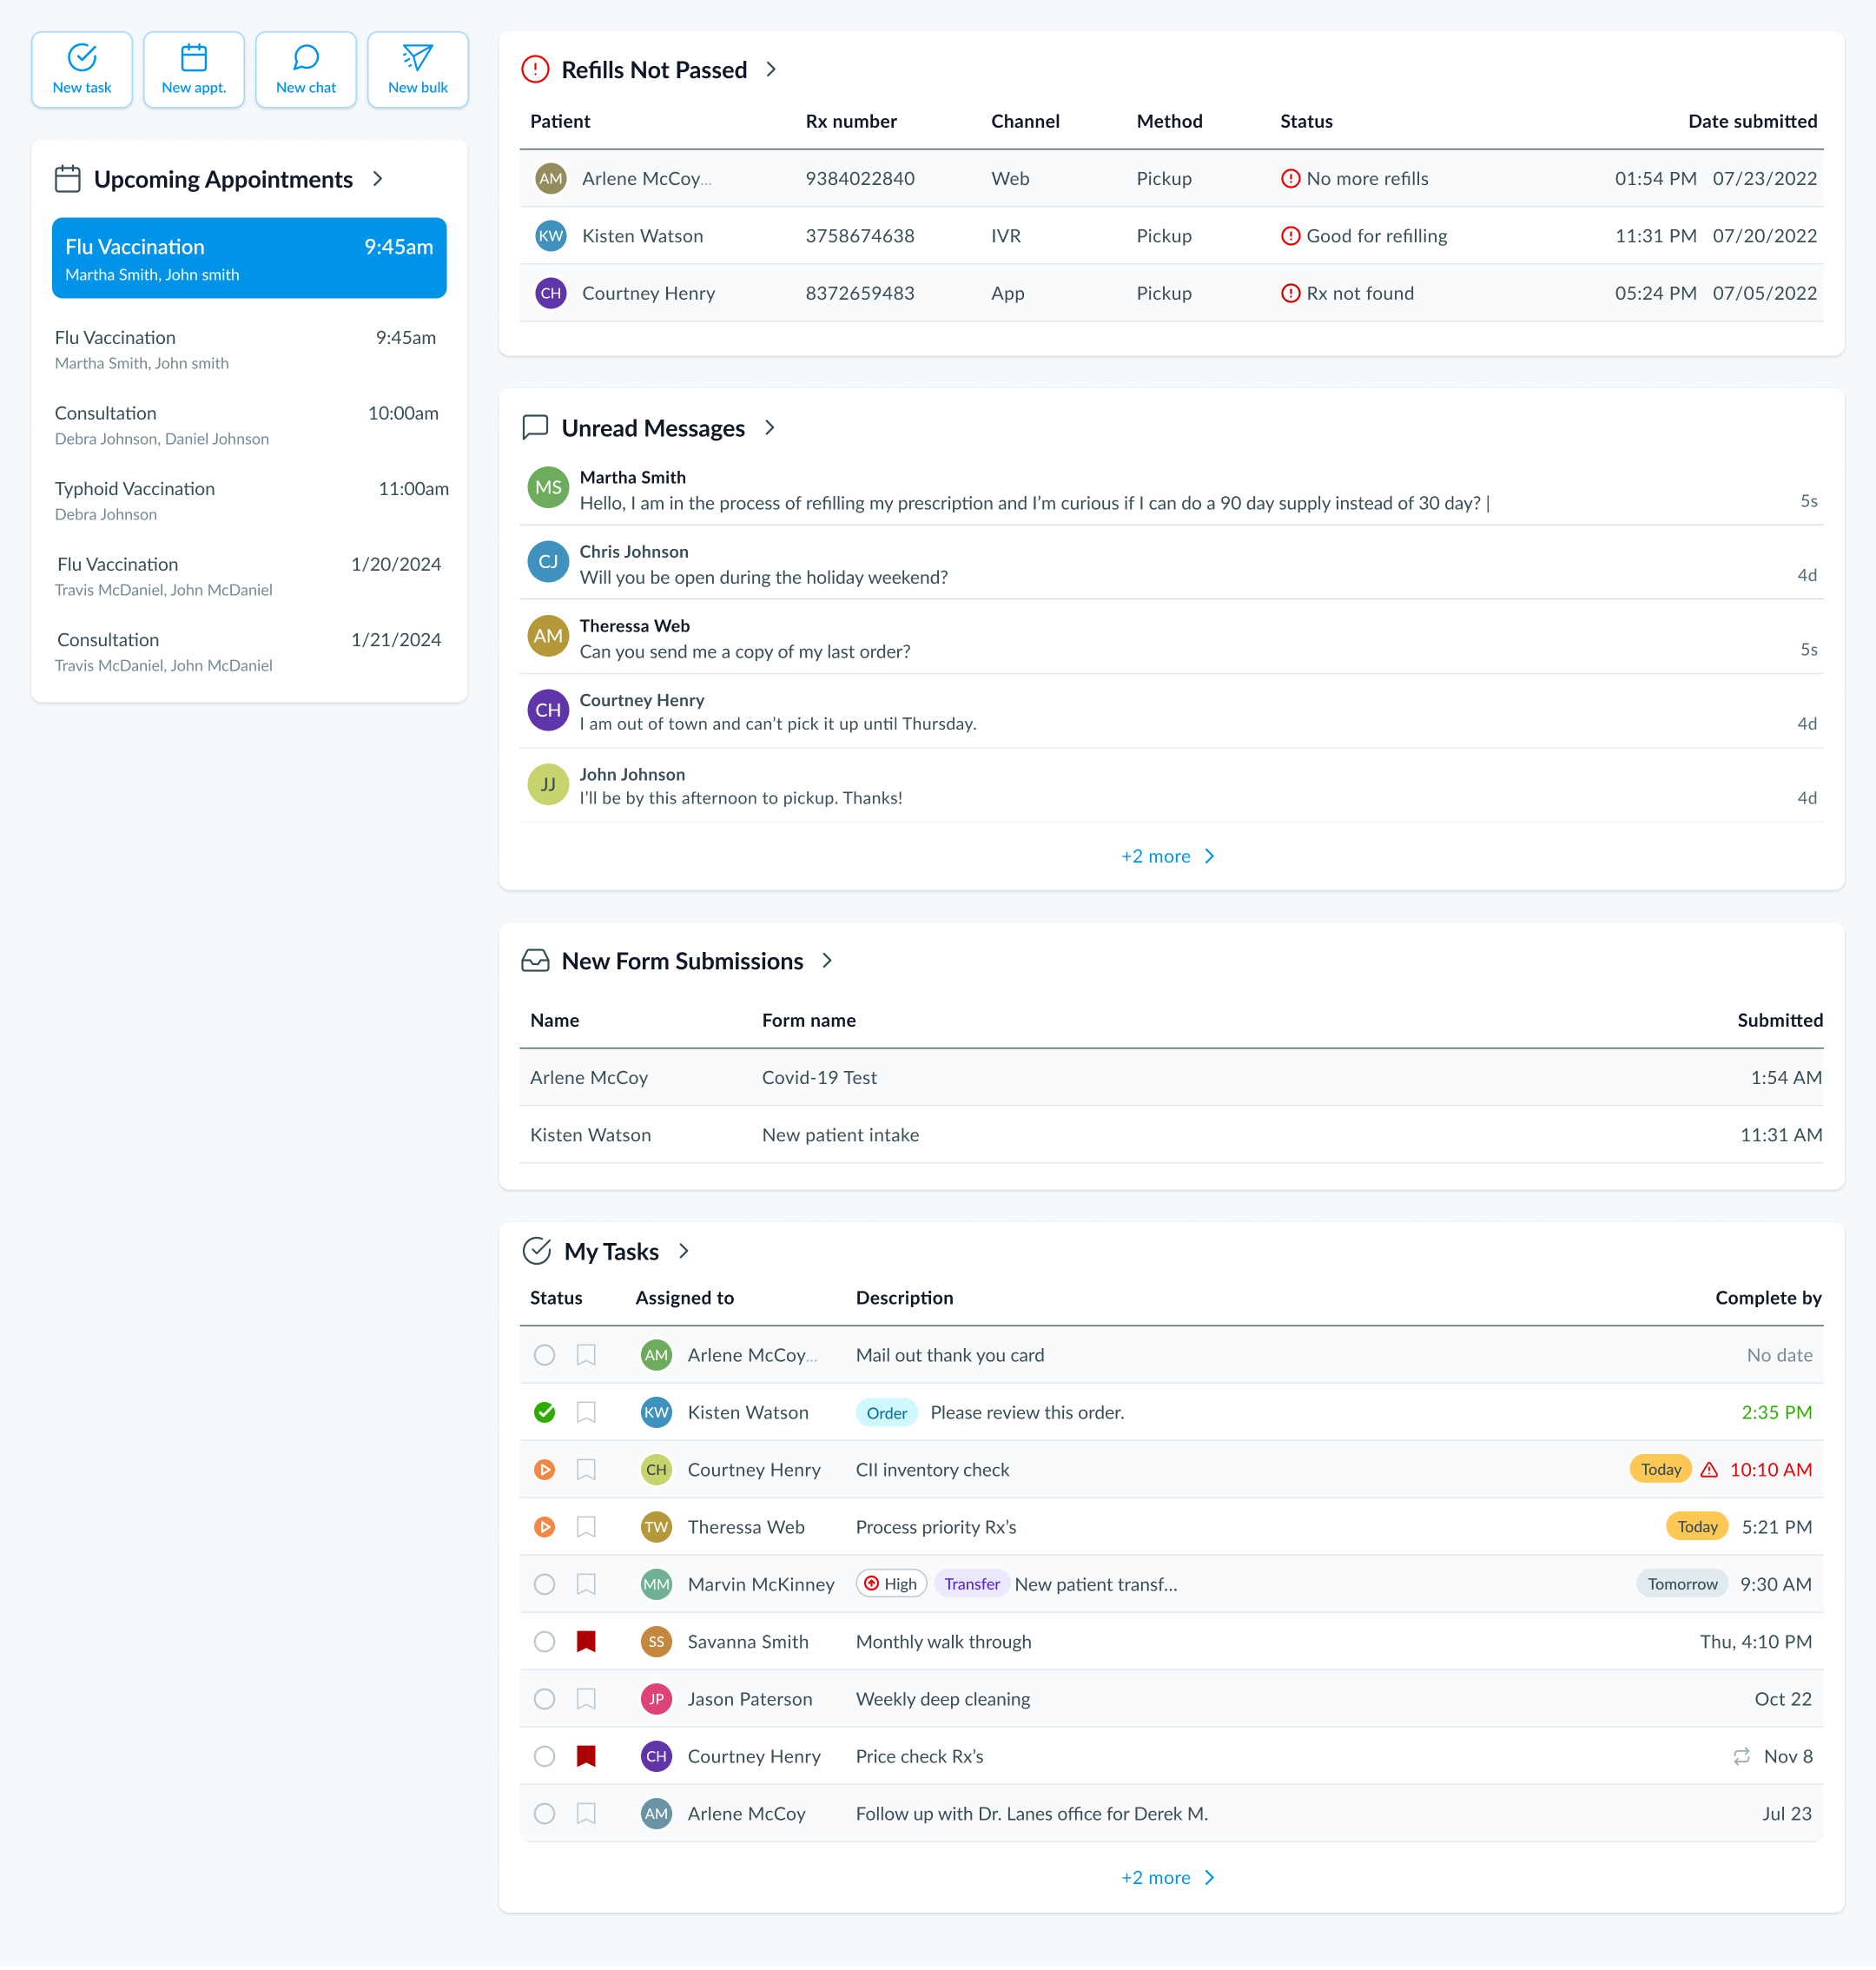 New task
New appt.
New chat
New bulk
Upcoming Appointments
Flu Vaccination 9:45am
Martha Smith, John smith
Flu Vaccination 9:45am
Martha Smith, John smith
Consultation 10:00am
Debra Johnson, Daniel Johnson
Typhoid Vaccination 11:00am
Debra Johnson
Flu Vaccination 1/20/2024
Travis McDaniel, John McDaniel
Consultation 1/21/2024
Travis McDaniel, John McDaniel
Refills Not Passed
Patient Rx number Channel Method Status Date submitted
AM Arlene McCoy... 9384022840 Web Pickup No more refills 01:54 PM 07/23/2022
KW Kisten Watson 3758674638 IVR Pickup Good for refilling 11:31 PM 07/20/2022
CH Courtney Henry 8372659483 App Pickup Rx not found 05:24 PM 07/05/2022
Unread Messages
MS Martha Smith
Hello, I am in the process of refilling my prescription and I’m curious if I can do a 90 day supply instead of 30 day? | 5s
CJ Chris Johnson
Will you be open during the holiday weekend? 4d
AM Theressa Web
Can you send me a copy of my last order? 5s
CH Courtney Henry
I am out of town and can’t pick it up until Thursday. 4d
JJ John Johnson
I’ll be by this afternoon to pickup. Thanks! 4d
+2 more
New Form Submissions
Name Form name Submitted
Arlene McCoy Covid-19 Test 1:54 AM
Kisten Watson New patient intake 11:31 AM
My Tasks
Status Assigned to Description Complete by
AM Arlene McCoy... Mail out thank you card No date
KW Kisten Watson Order Please review this order. 2:35 PM
CH Courtney Henry CII inventory check Today 10:10 AM
TW Theressa Web Process priority Rx’s Today 5:21 PM
MM Marvin McKinney High Transfer New patient transf... Tomorrow 9:30 AM
SS Savanna Smith Monthly walk through Thu, 4:10 PM
JP Jason Paterson Weekly deep cleaning Oct 22
CH Courtney Henry Price check Rx’s Nov 8
AM Arlene McCoy Follow up with Dr. Lanes office for Derek M. Jul 23
+2 more